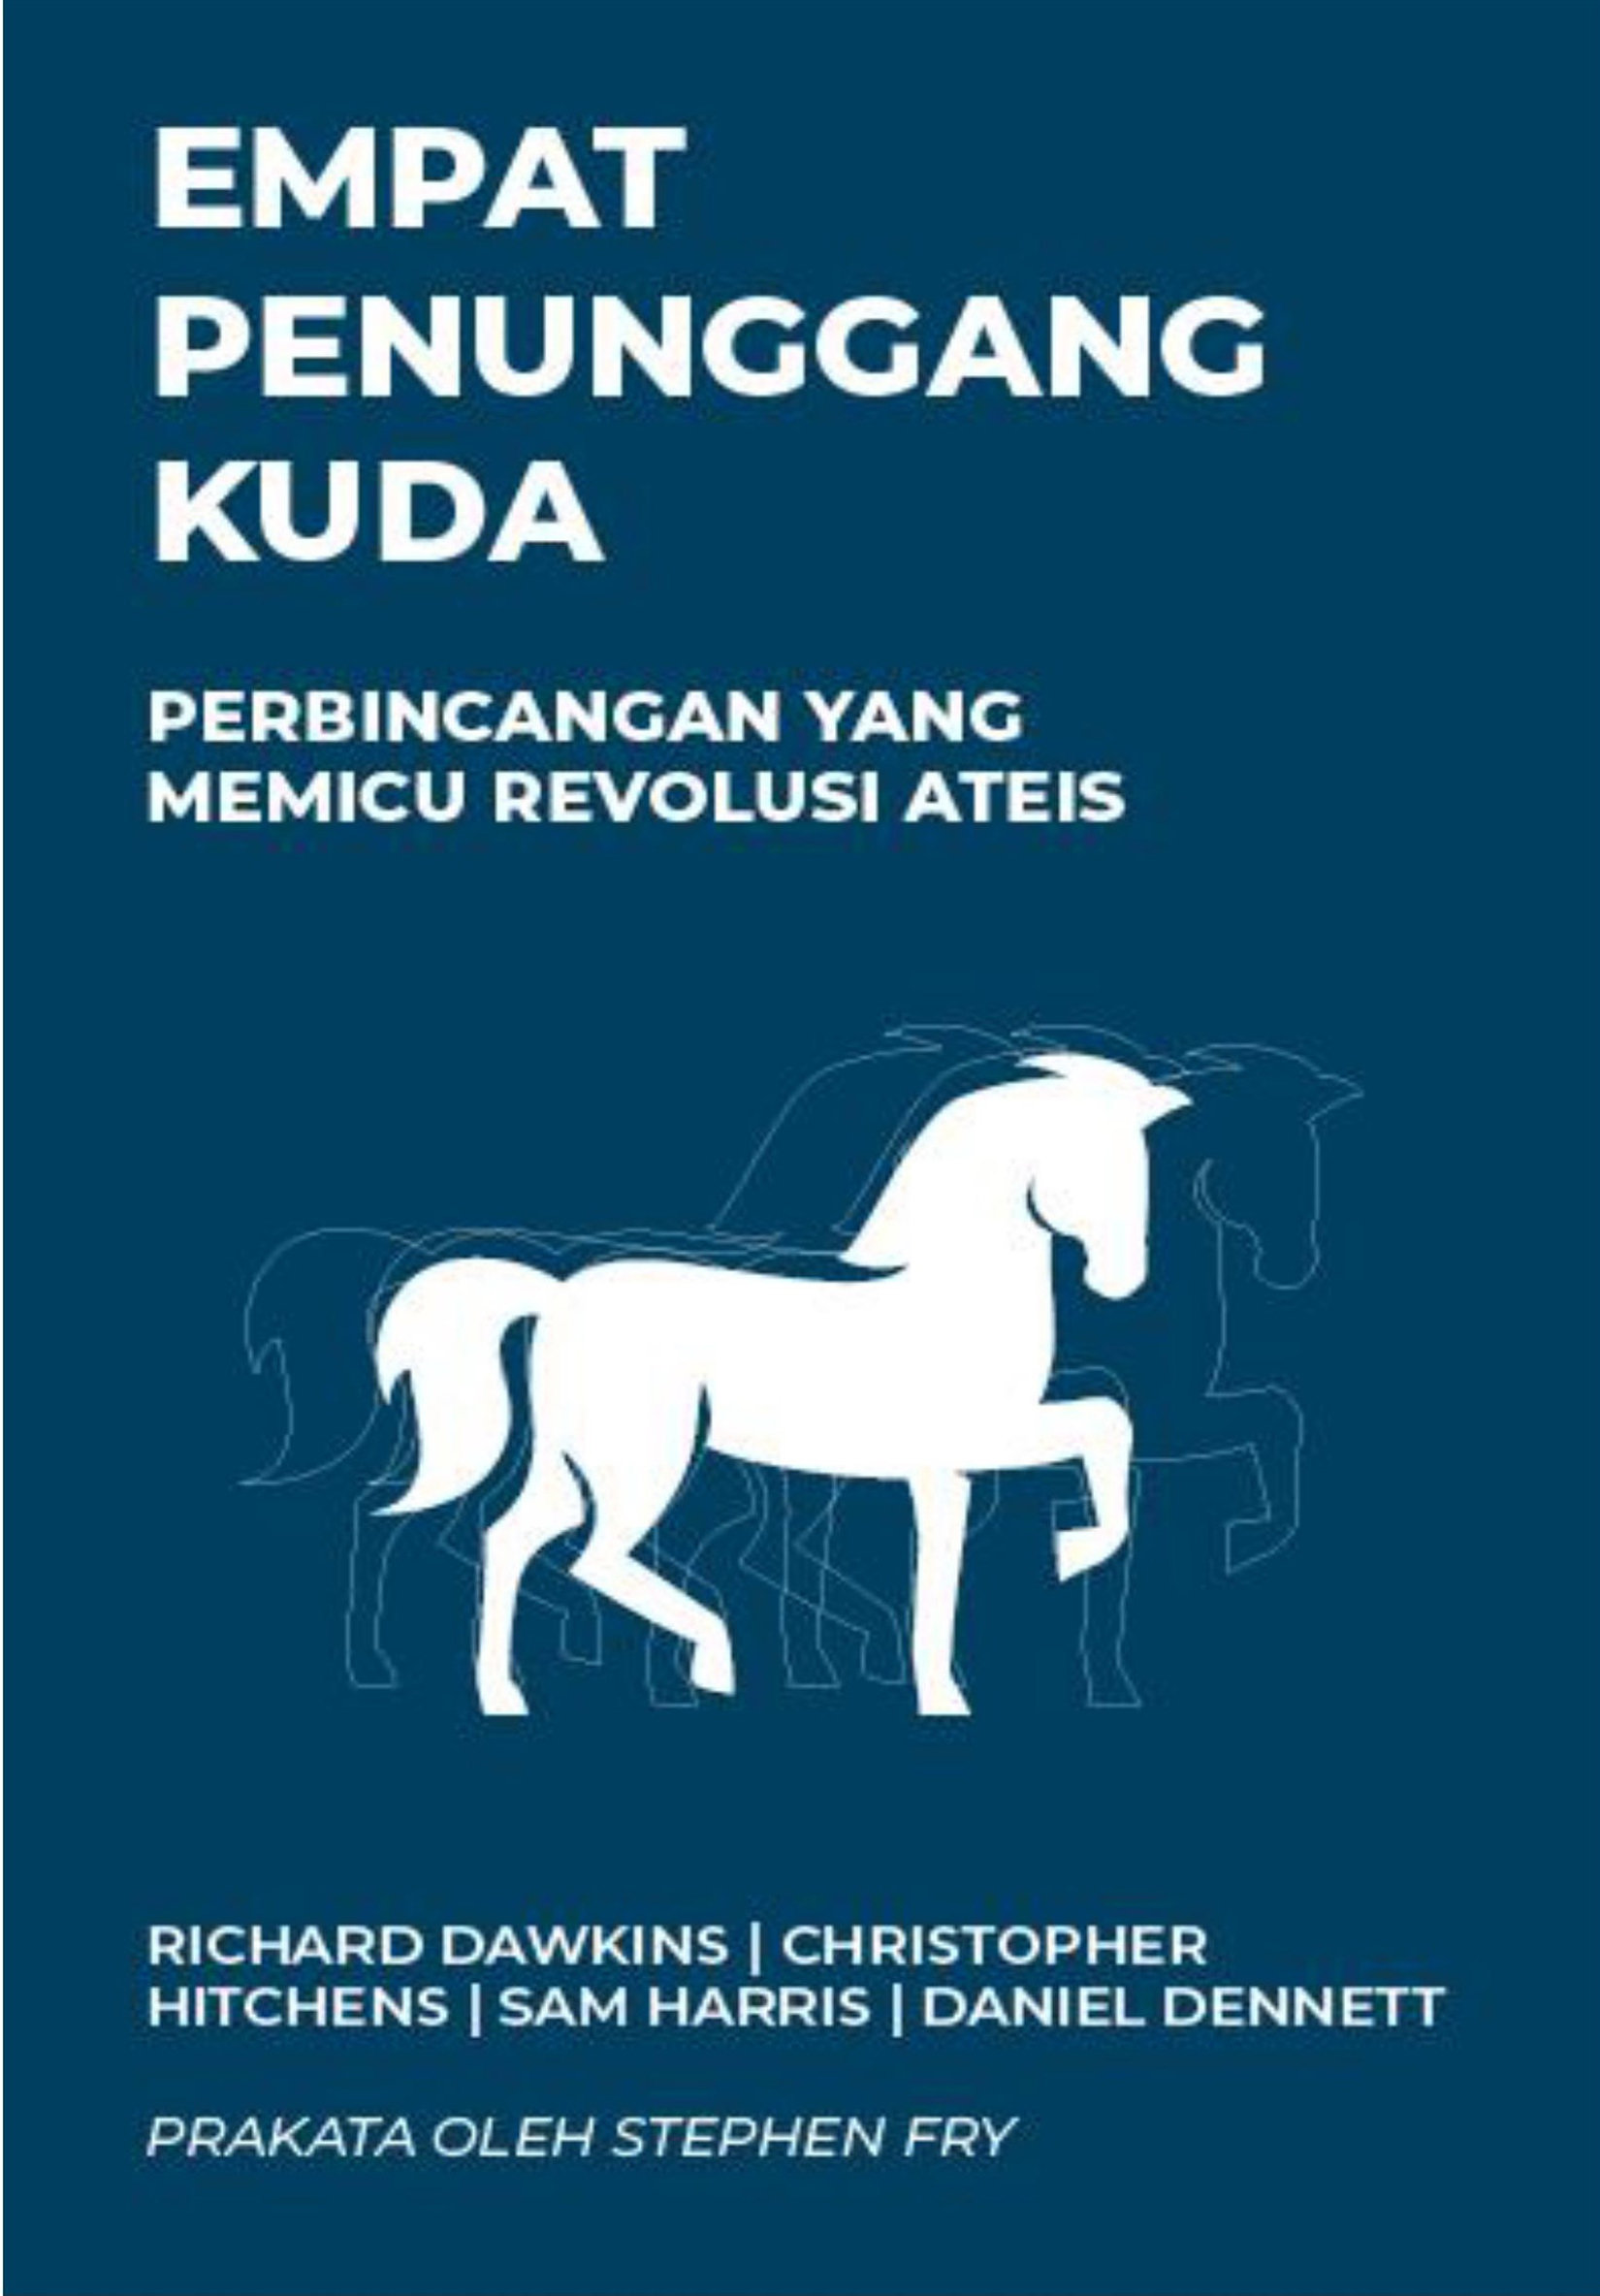 EMPAT
PENUNGGANG
KUDA
PERBINCANGAN YANG
MEMICU REVOLUSI ATEIS
RICHARD DAWKINS | CHRISTOPHER
HITCHENS | SAM HARRIS | DANIEL DENNETT
PRAKATA OLEH STEPHEN FRY